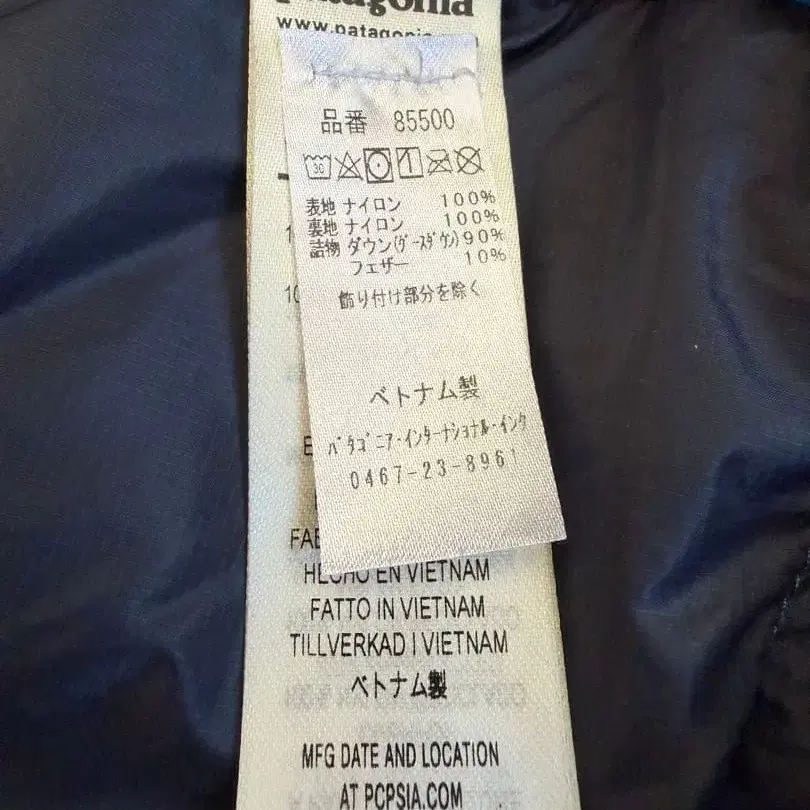 patagonia
www.patagonia.com
品番 85500
30
表地 ナイロン 100%
裏地 ナイロン 100%
詰物 ダウン(グースダウン) 90%
フェザー 10%
飾り付け部分を除く
ベトナム製
パタゴニア・インターナショナル・インク
0467-23-8961
HECHO EN VIETNAM
FATTO IN VIETNAM
TILLVERKAD I VIETNAM
ベトナム製
MFG DATE AND LOCATION
AT PCPSIA.COM